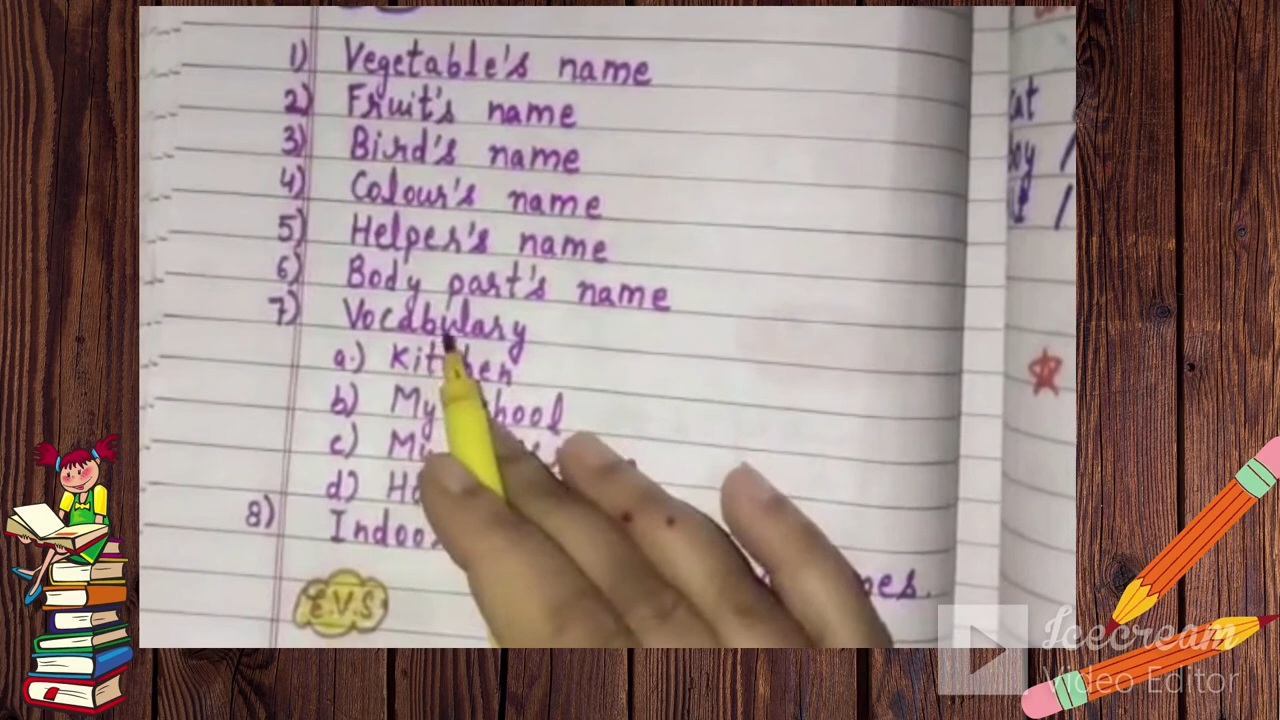 1) Vegetable's name
2) Fruit's name
3) Bird's name
4) Colour's name
5) Helper's name
6) Body part's name
7) Vocabulary
a.) Kitchen
b) My School
c)
d)
8)
E.V.S
cat
Icecream
Video Editor